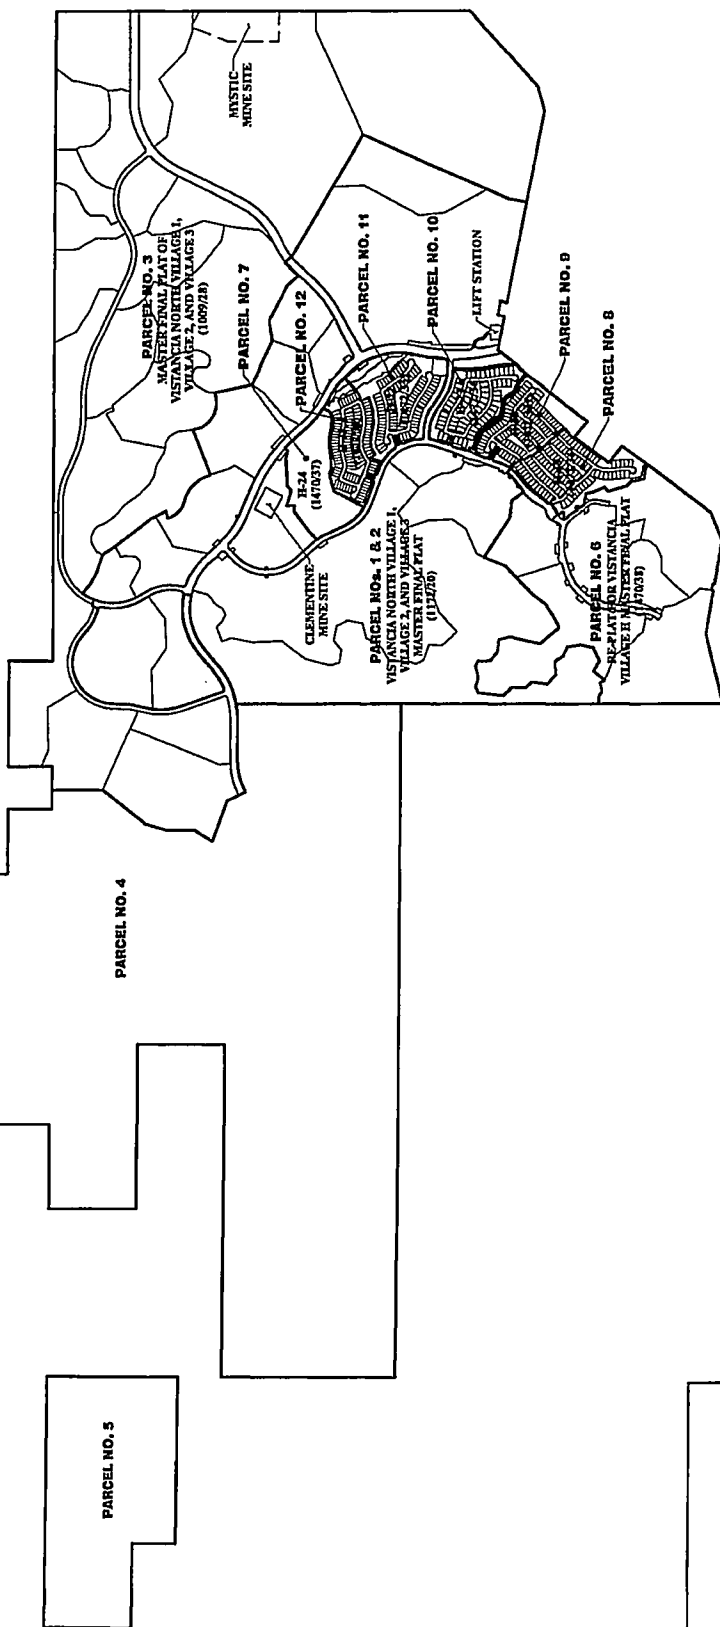 MYSTIC
MINE SITE
PARCEL NO. 3
MASTER FINAL PLAT OF
VISTANCIA NORTH VILLAGE 1,
VILLAGE 2, AND VILLAGE 3
(1009/28)
PARCEL NO. 7
PARCEL NO. 12
PARCEL NO. 11
PARCEL NO. 10
LIFT STATION
PARCEL NO. 9
PARCEL NO. 8
H-24
(1470/37)
CLEMENTINE
MINE SITE
PARCEL NOs. 1 & 2
VISTANCIA NORTH VILLAGE 1,
VILLAGE 2, AND VILLAGE 3
MASTER FINAL PLAT
PARCEL NO. 6
RE-PLAT FOR VISTANCIA
VILLAGE H MASTER FINAL PLAT
PARCEL NO. 4
PARCEL NO. 5